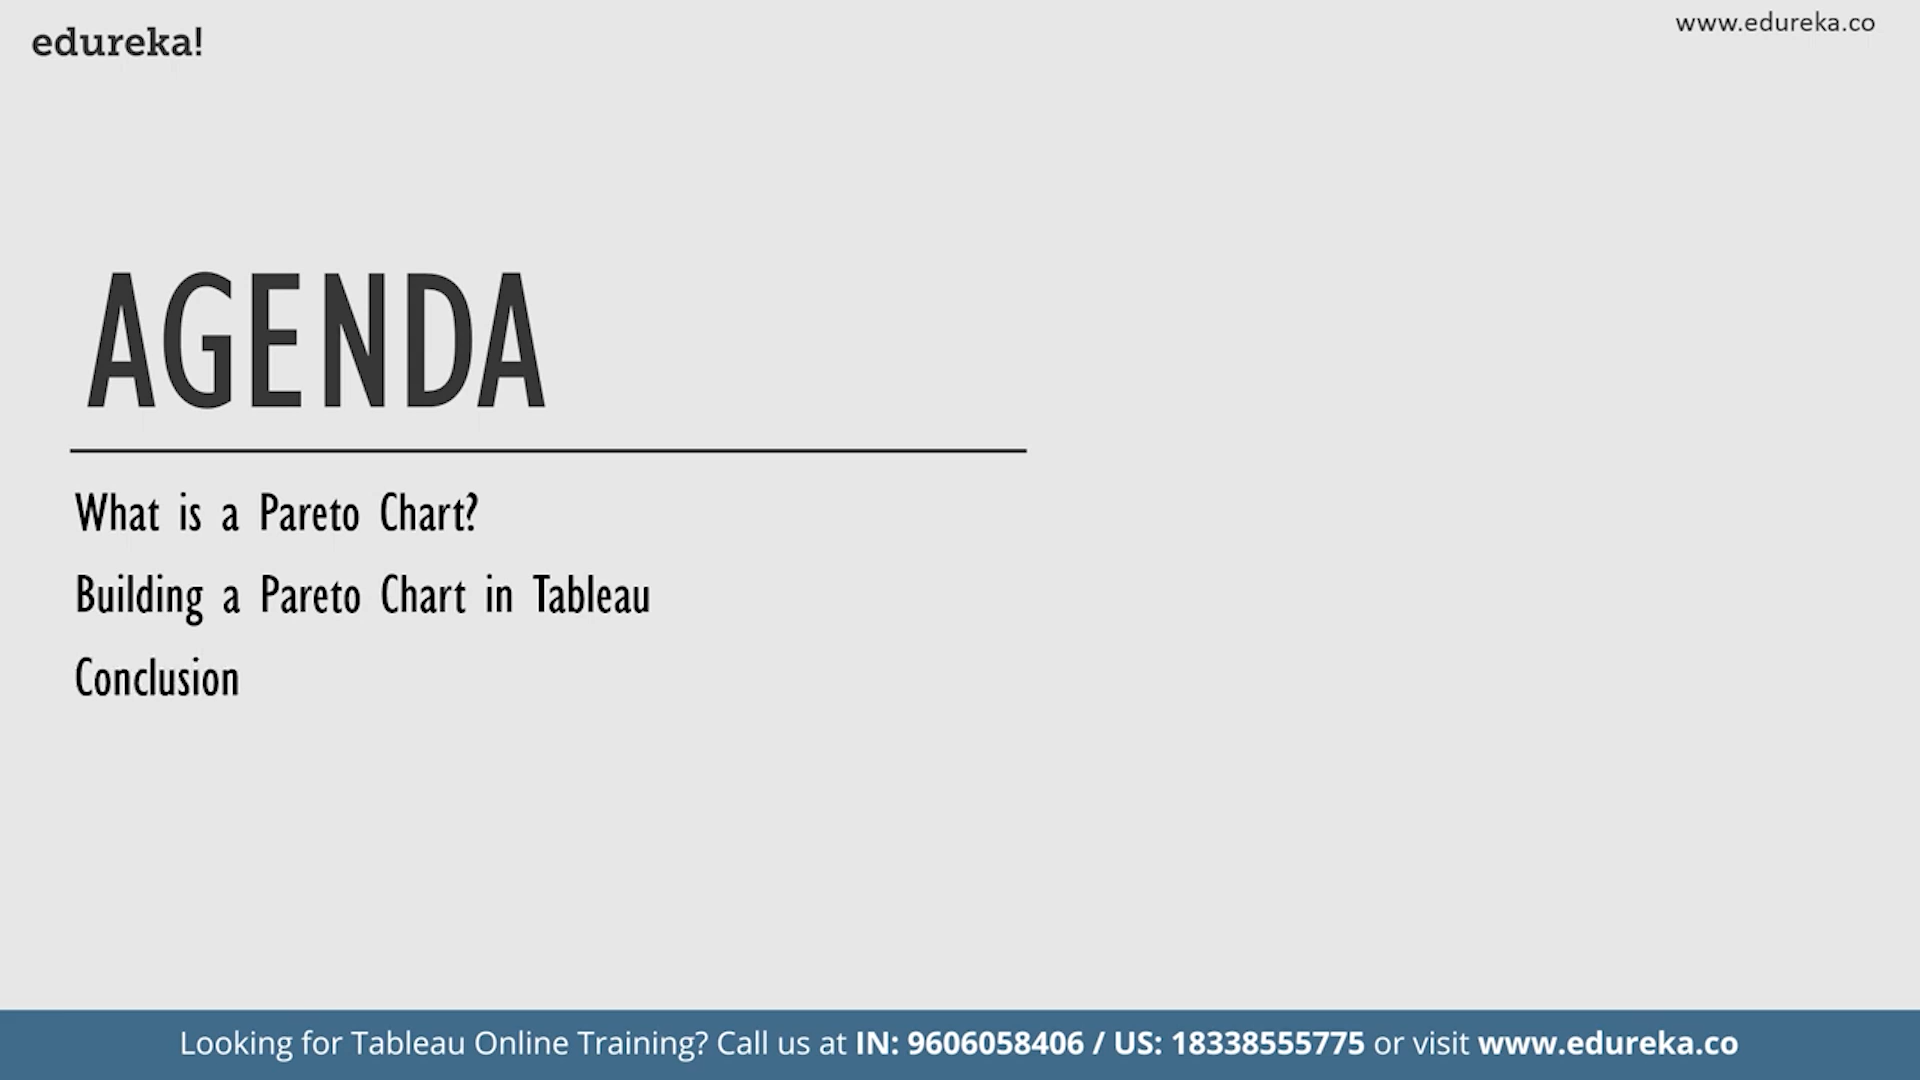 edureka!
www.edureka.co
AGENDA
What is a Pareto Chart?
Building a Pareto Chart in Tableau
Conclusion
Looking for Tableau Online Training? Call us at IN: 9606058406 / US: 18338555775 or visit www.edureka.co